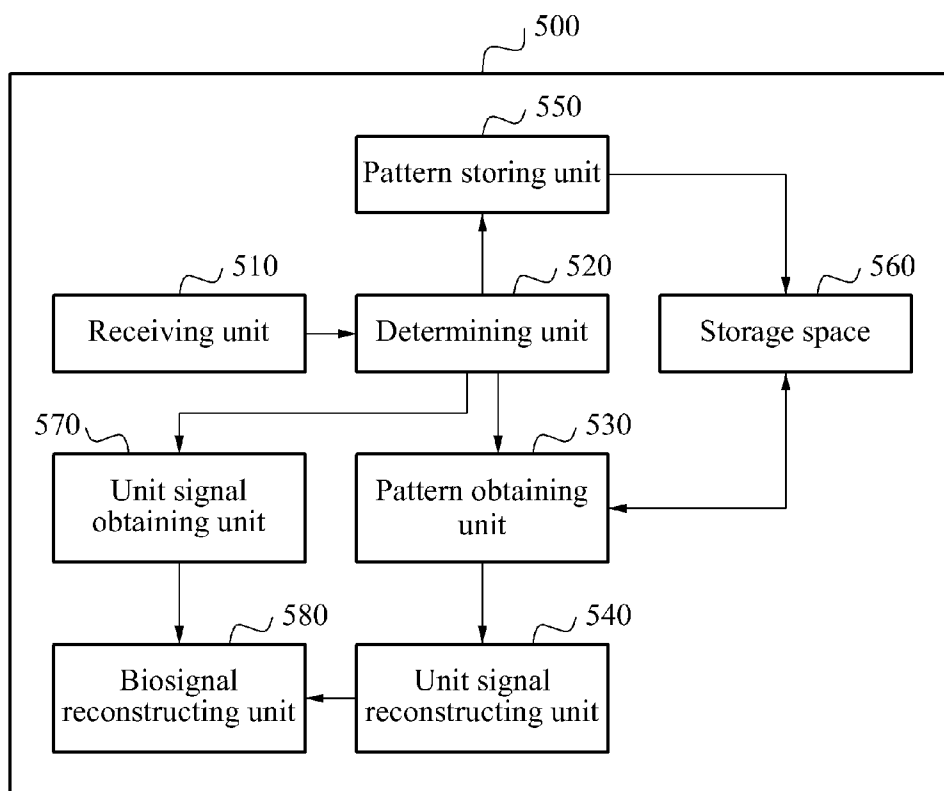 500
550
Pattern storing unit
510
520
560
Receiving unit
Determining unit
Storage space
570
530
Unit signal
obtaining unit
Pattern obtaining
unit
580
540
Biosignal
reconstructing unit
Unit signal
reconstructing unit